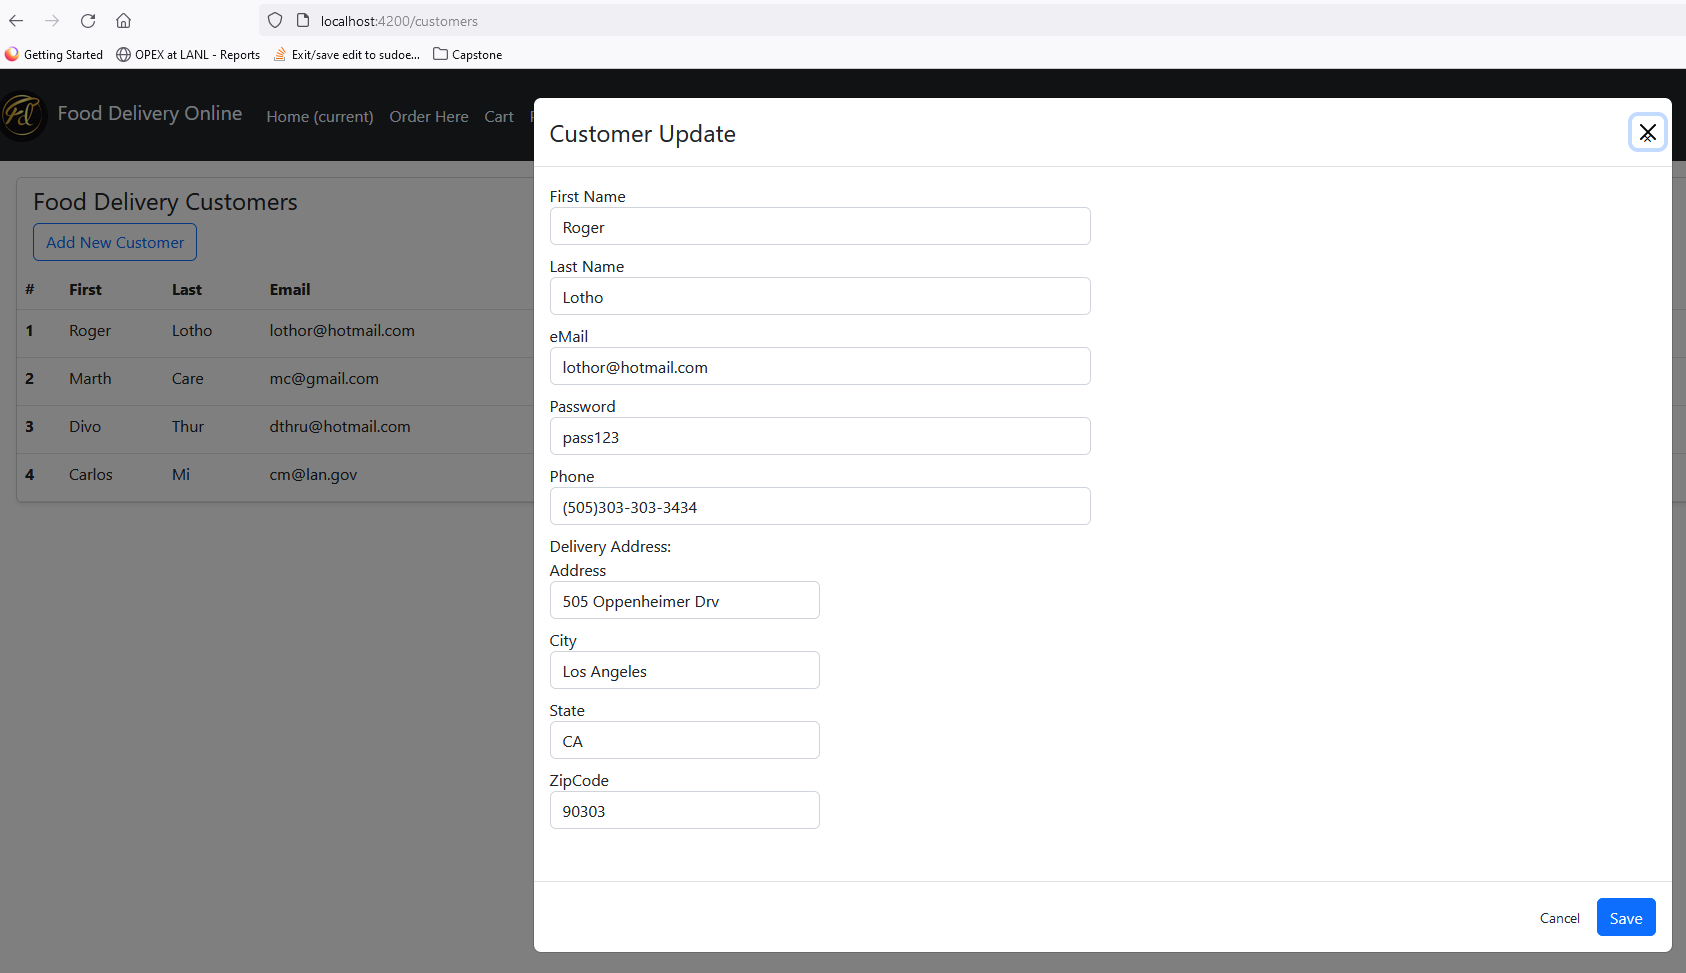 localhost:4200/customers
Getting Started OPEX at LANL - Reports Exit/save edit to sudoe... Capstone
Fd Food Delivery Online Home (current) Order Here Cart
Customer Update
Food Delivery Customers
Add New Customer
# First Last Email
1 Roger Lotho lothor@hotmail.com
2 Marth Care mc@gmail.com
3 Divo Thur dthru@hotmail.com
4 Carlos Mi cm@lan.gov
First Name
Roger
Last Name
Lotho
eMail
lothor@hotmail.com
Password
pass123
Phone
(505)303-303-3434
Delivery Address:
Address
505 Oppenheimer Drv
City
Los Angeles
State
CA
ZipCode
90303
Cancel Save